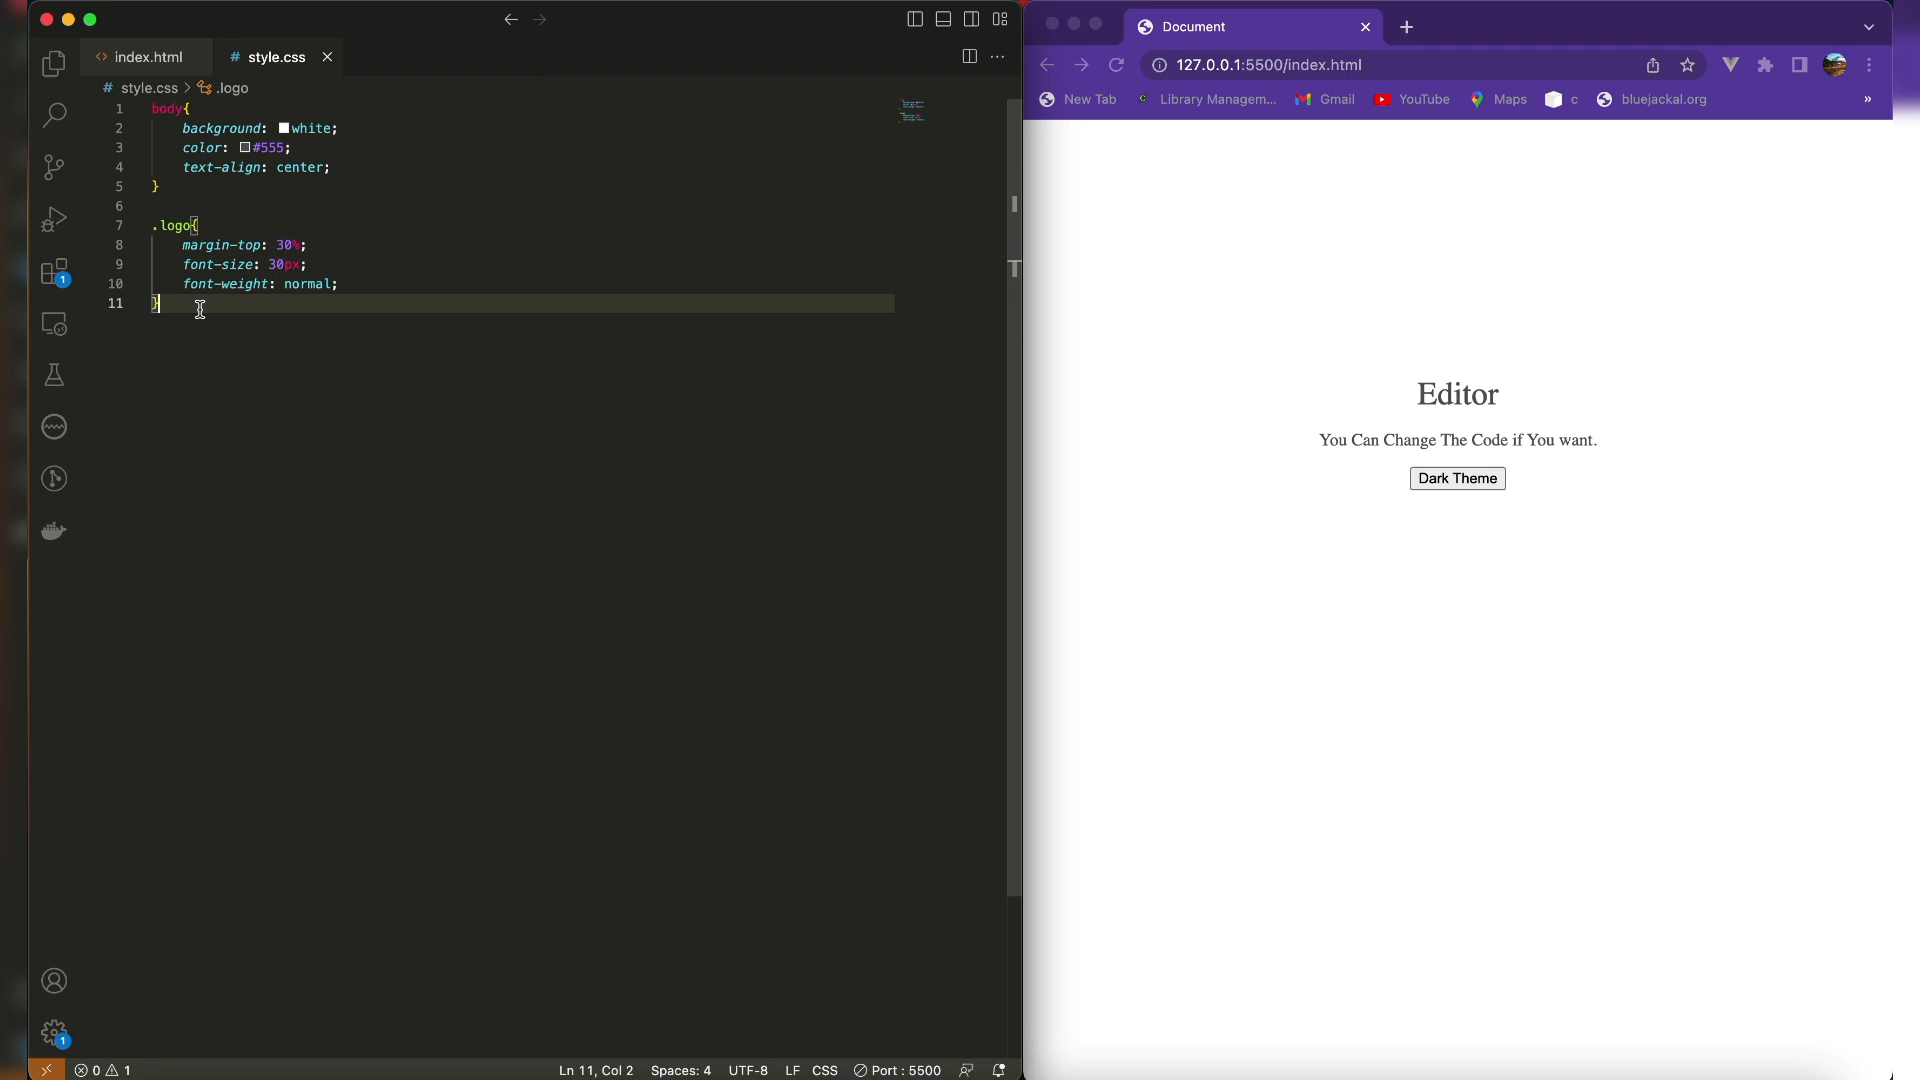 index.html
style.css
style.css > .logo
1 body{
2 background: white;
3 color: #555;
4 text-align: center;
5 }
6
7 .logo{
8 margin-top: 30%;
9 font-size: 30px;
10 font-weight: normal;
11 }
1
1
0 1
Ln 11, Col 2 Spaces: 4 UTF-8 LF CSS Port : 5500
Document
127.0.0.1:5500/index.html
New Tab Library Managem... Gmail YouTube Maps c bluejackal.org »
Editor
You Can Change The Code if You want.
Dark Theme